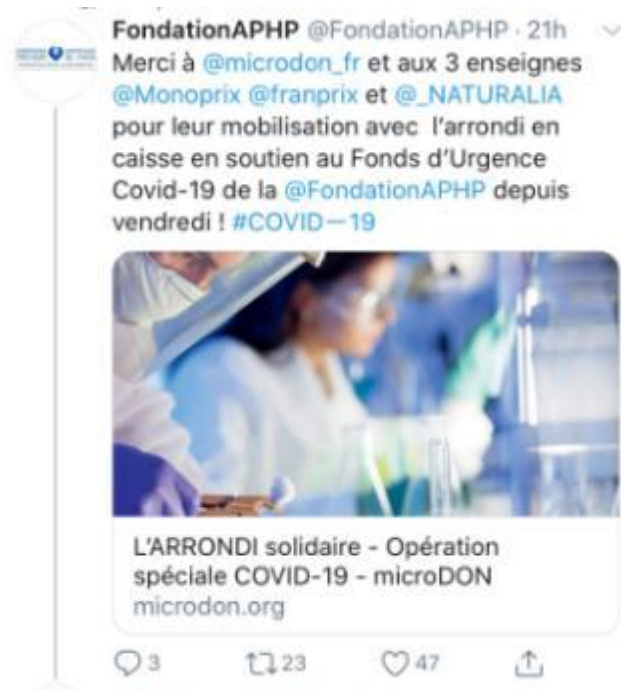 FondationAPHP @FondationAPHP · 21h
Merci à @microdon_fr et aux 3 enseignes
@Monoprix @franprix et @_NATURALIA
pour leur mobilisation avec l'arrondi en
caisse en soutien au Fonds d'Urgence
Covid-19 de la @FondationAPHP depuis
vendredi ! #COVID—19
L'ARRONDI solidaire - Opération
spéciale COVID-19 - microDON
microdon.org
3 23 47